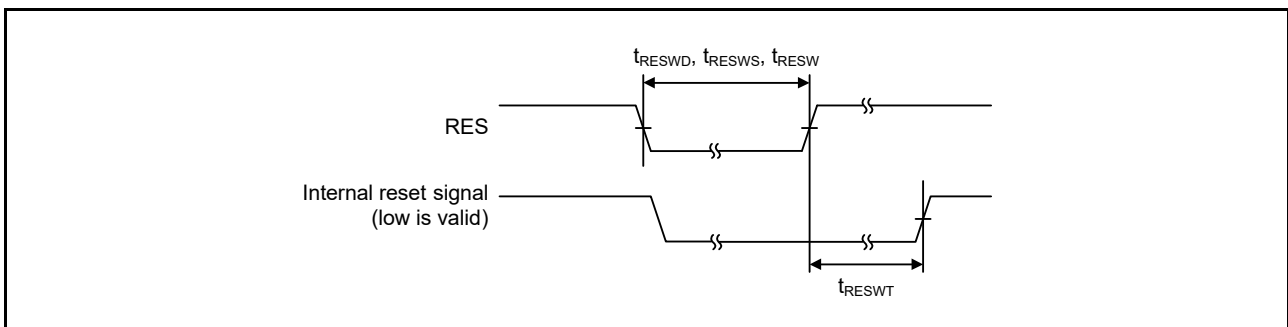 tRESWD, tRESWS, tRESW
RES
Internal reset signal
(low is valid)
tRESWT